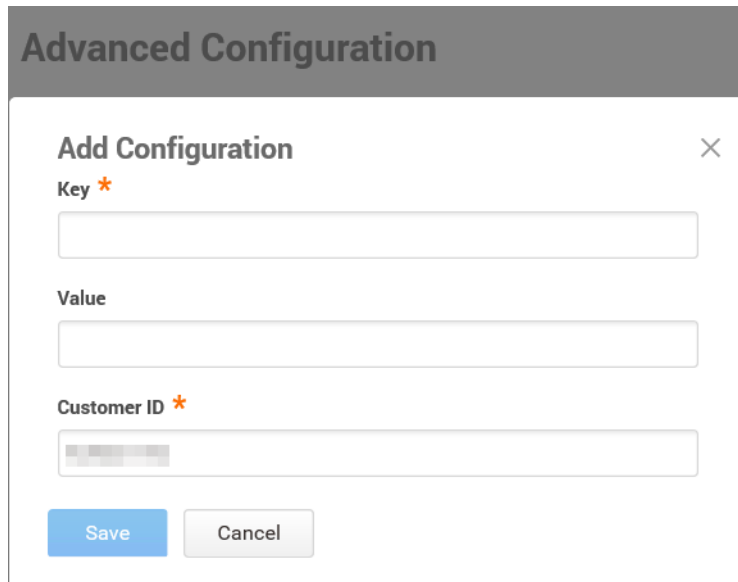 Advanced Configuration
Add Configuration
Key *
Value
Customer ID *
Save Cancel